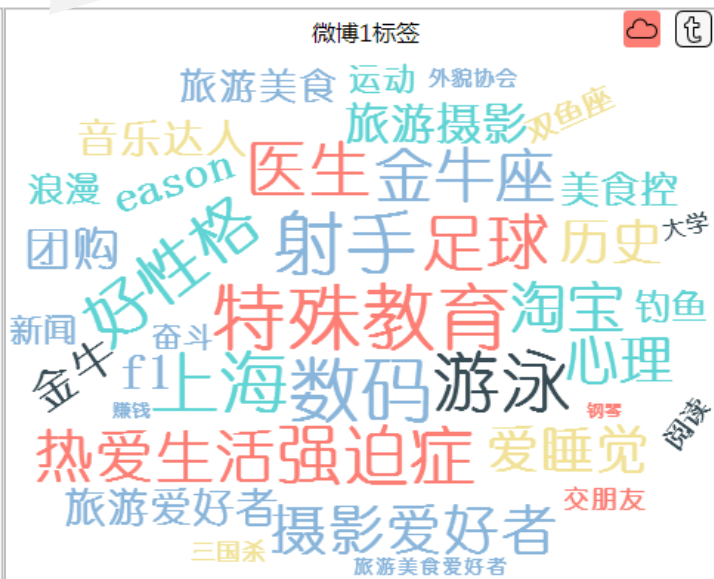 微博1标签
t
旅游美食
运动
外貌协会
旅游摄影
双鱼座
音乐达人
医生
金牛座
浪漫
eason
美食控
团购
好性格
射手
足球
历史
大学
特殊教育
淘宝
钓鱼
新闻
奋斗
金牛
f1
上海
数码
游泳
心理
赚钱
钢琴
阅读
热爱生活
强迫症
爱睡觉
旅游爱好者
摄影爱好者
交朋友
三国杀
旅游美食爱好者